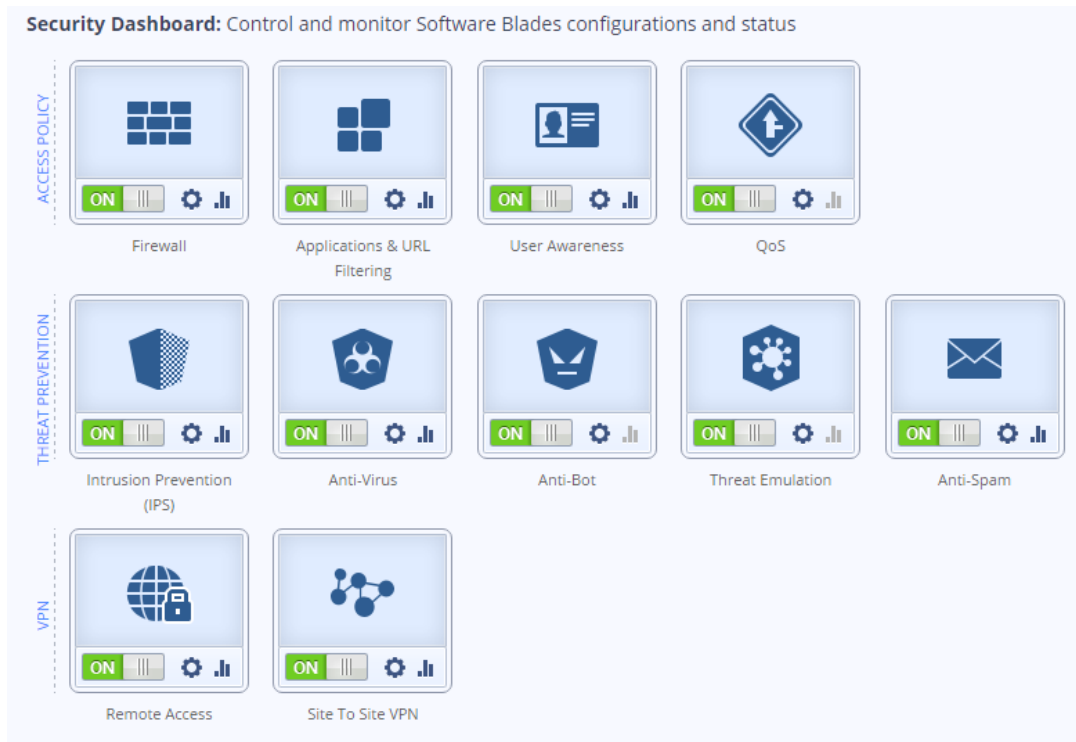 Security Dashboard: Control and monitor Software Blades configurations and status
ACCESS POLICY
ON
ON
ON
ON
Firewall
Applications & URL
Filtering
User Awareness
QoS
THREAT PREVENTION
ON
ON
ON
ON
ON
Intrusion Prevention
(IPS)
Anti-Virus
Anti-Bot
Threat Emulation
Anti-Spam
VPN
ON
ON
Remote Access
Site To Site VPN